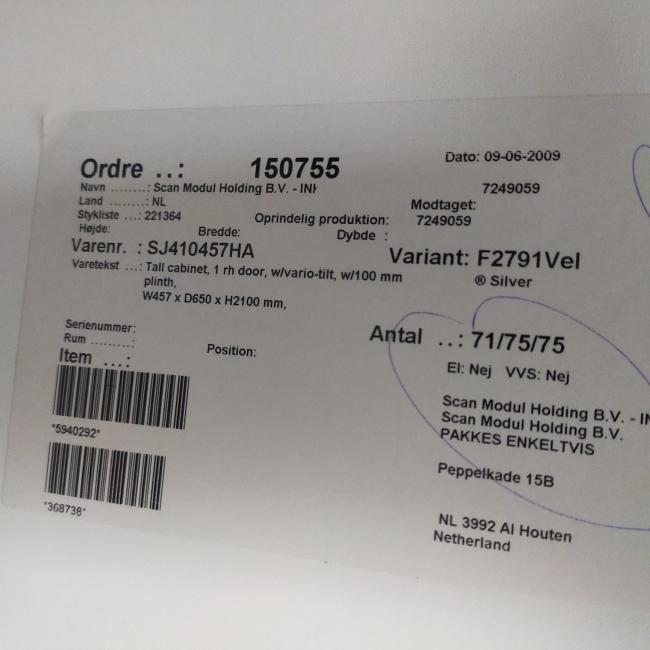 Ordre ..: 150755 Dato: 09-06-2009
Navn ........: Scan Modul Holding B.V. - 7249059
Land ........: NL Modtaget:
Stykliste ...: 221364 Oprindelig produktion: 7249059
Højde: Bredde: Dybde :
Varenr. : SJ410457HA Variant: F2791Vel
Varetekst ...: Tall cabinet, 1 rh door, w/vario-tilt, w/100 mm ® Silver
plinth,
W457 x D650 x H2100 mm,
Serienummer: Antal ..: 71/75/75
Rum .........: Position:
Item ...: El: Nej VVS: Nej
*5940292*
*368738*
Scan Modul Holding B.V. -
Scan Modul Holding B.V.
PAKKES ENKELTVIS
Peppelkade 15B
NL 3992 Al Houten
Netherland